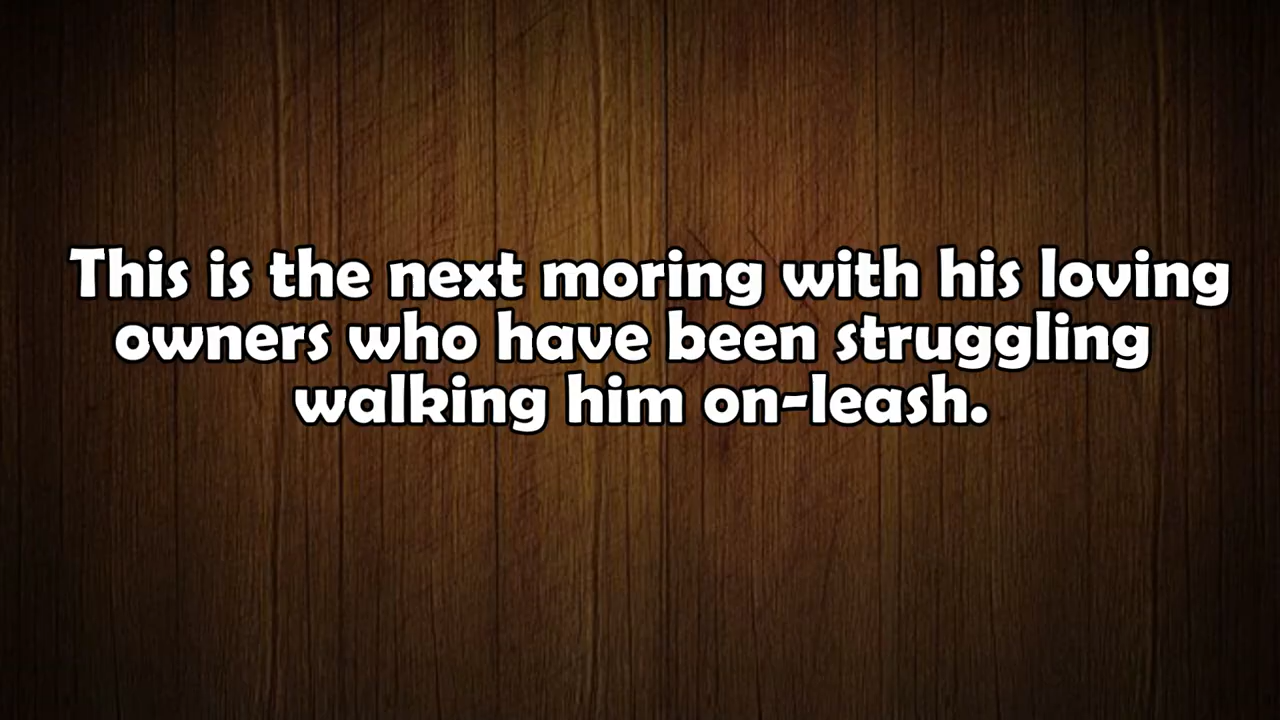 This is the next moring with his loving
owners who have been struggling
walking him on-leash.